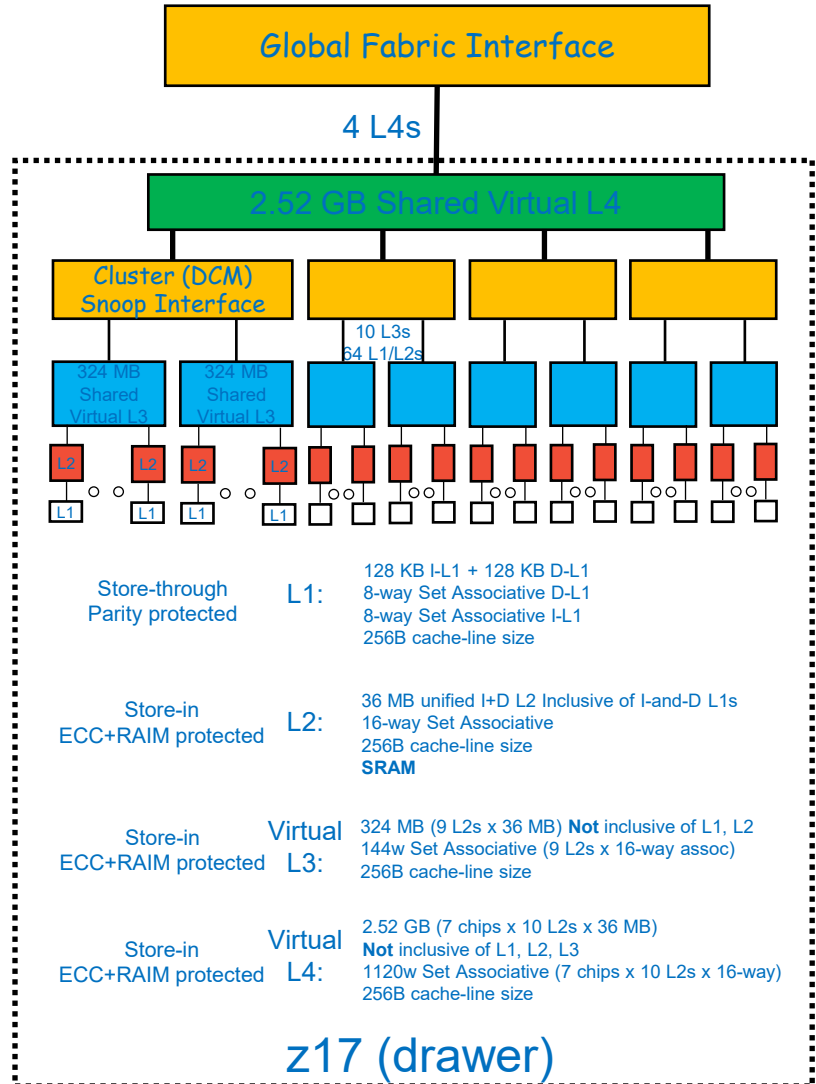 Global Fabric Interface
4 L4s
2.52 GB Shared Virtual L4
Cluster (DCM)
Snoop Interface
10 L3s
64 L1/L2s
324 MB
Shared
Virtual L3
324 MB
Shared
Virtual L3
L2
L2
L2
L2
L1
L1
L1
L1
Store-through
Parity protected
L1:
128 KB I-L1 + 128 KB D-L1
8-way Set Associative D-L1
8-way Set Associative I-L1
256B cache-line size
Store-in
ECC+RAIM protected
L2:
36 MB unified I+D L2 Inclusive of I-and-D L1s
16-way Set Associative
256B cache-line size
SRAM
Store-in
ECC+RAIM protected
Virtual
L3:
324 MB (9 L2s x 36 MB) Not inclusive of L1, L2
144w Set Associative (9 L2s x 16-way assoc)
256B cache-line size
Store-in
ECC+RAIM protected
Virtual
L4:
2.52 GB (7 chips x 10 L2s x 36 MB)
Not inclusive of L1, L2, L3
1120w Set Associative (7 chips x 10 L2s x 16-way)
256B cache-line size
z17 (drawer)